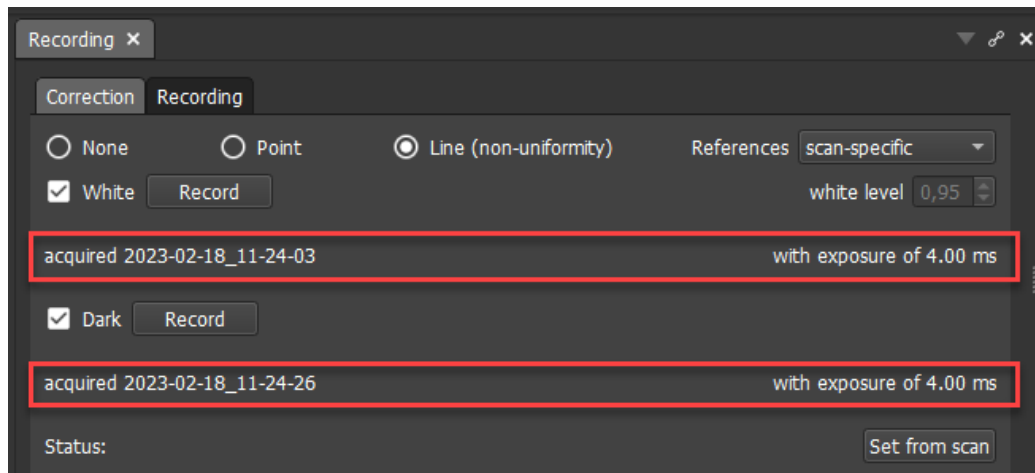 Recording
Correction Recording
None Point Line (non-uniformity) References scan-specific
White Record white level 0,95
acquired 2023-02-18_11-24-03 with exposure of 4.00 ms
Dark Record
acquired 2023-02-18_11-24-26 with exposure of 4.00 ms
Status: Set from scan